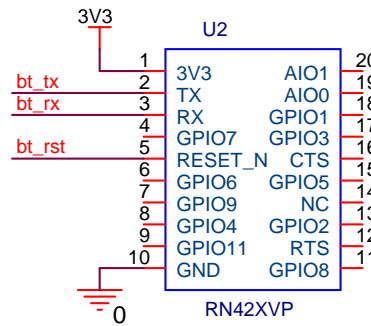 3V3
U2
1 3V3 AIO1 20
bt_tx 2 TX AIO0 19
bt_rx 3 RX GPIO1 18
4 GPIO7 GPIO3 17
bt_rst 5 RESET_N CTS 16
6 GPIO6 GPIO5 15
7 GPIO9 NC 14
8 GPIO4 GPIO2 13
9 GPIO11 RTS 12
10 GND GPIO8 11
0
RN42XVP